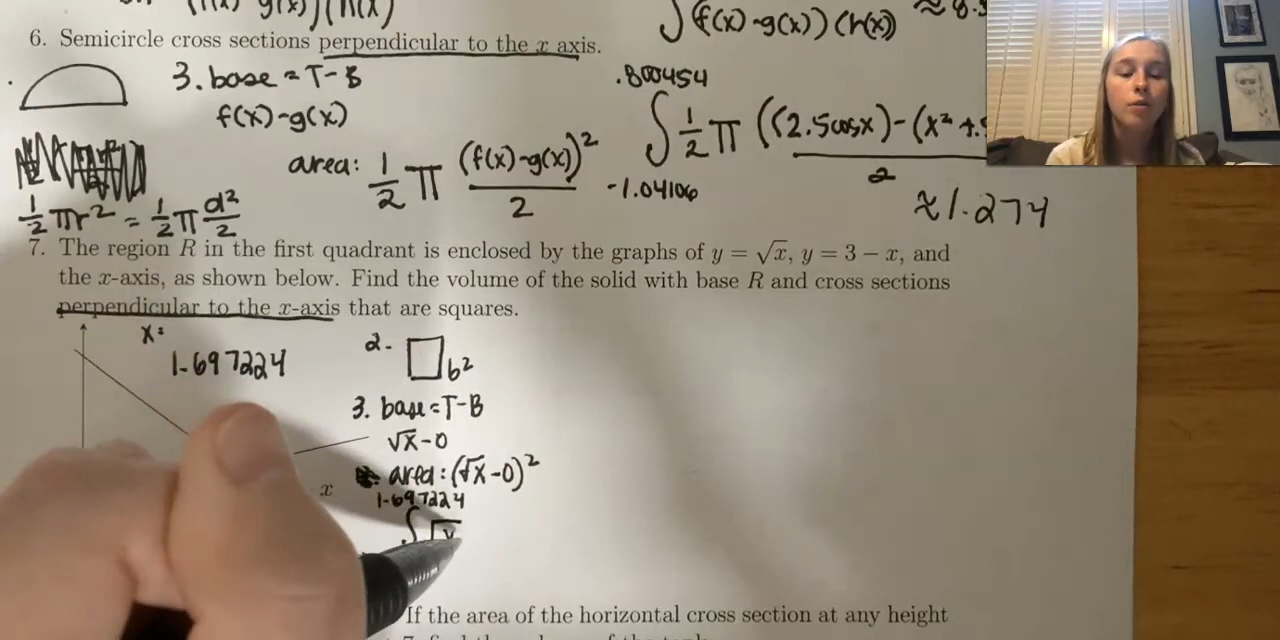 ∫(f(x)-g(x))(h(x))
6. Semicircle cross sections perpendicular to the x axis.
3. base = T-B
f(x)-g(x)
area: 1/2 π (f(x)-g(x))²/2
1/2 πr² = 1/2 π d²/2
.800454
∫ 1/2 π ((2.5cosx)-(x²+.
2
-1.04106
≈1.274
7. The region R in the first quadrant is enclosed by the graphs of y = √x, y = 3 − x, and
the x-axis, as shown below. Find the volume of the solid with base R and cross sections
perpendicular to the x-axis that are squares.
x=
1.697224
2. □ b²
3. base = T-B
√x-0
area: (√x-0)²
x
1.697224
∫√x
If the area of the horizontal cross section at any height